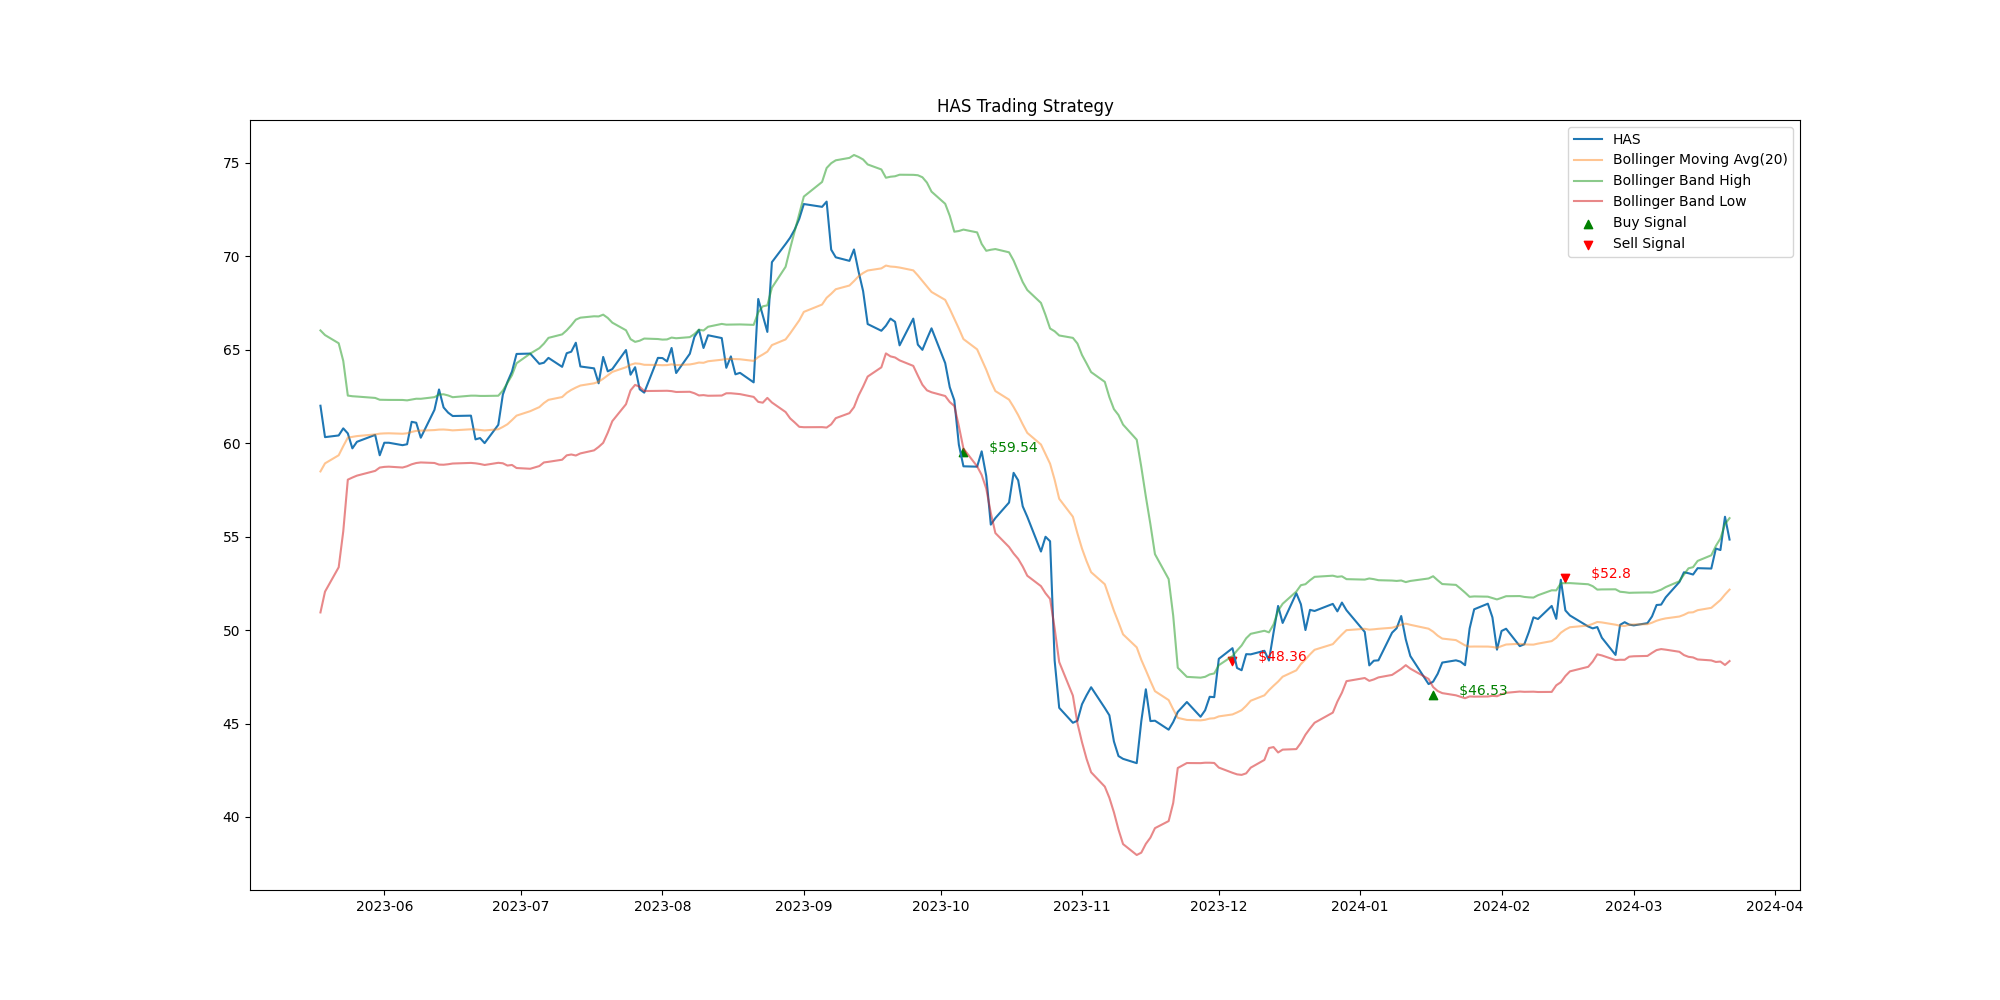 HAS Trading Strategy
HAS
Bollinger Moving Avg(20)
Bollinger Band High
Bollinger Band Low
Buy Signal
Sell Signal
75
70
65
60
55
50
45
40
$59.54
$48.36
$46.53
$52.8
2023-06 2023-07 2023-08 2023-09 2023-10 2023-11 2023-12 2024-01 2024-02 2024-03 2024-04